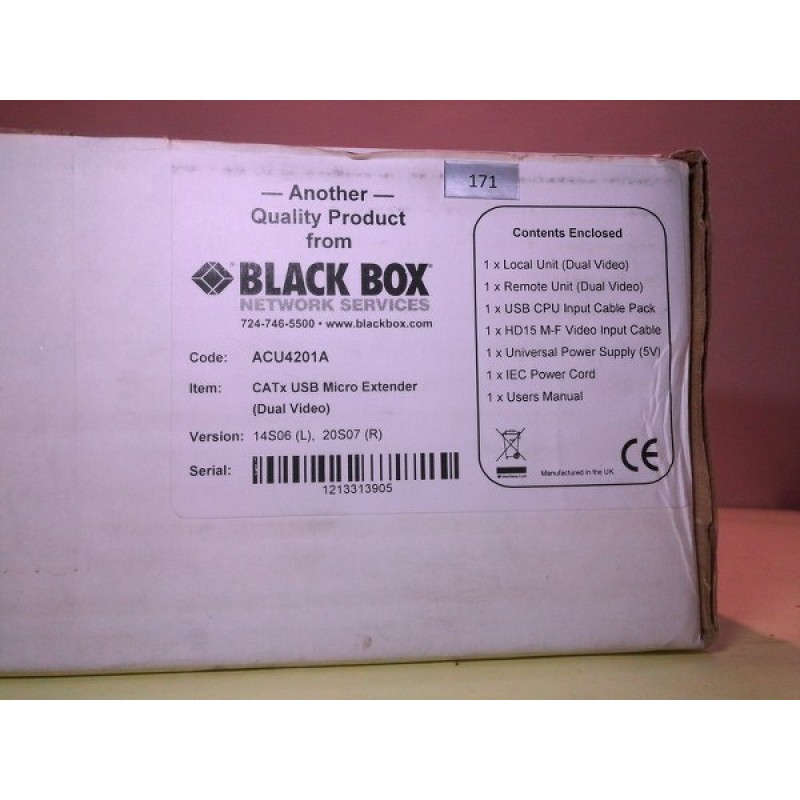 171
— Another —
Quality Product
from
BLACK BOX®
NETWORK SERVICES
724-746-5500 • www.blackbox.com
Code: ACU4201A
Item: CATx USB Micro Extender
(Dual Video)
Version: 14S06 (L), 20S07 (R)
Serial:
1213313905
Contents Enclosed
1 x Local Unit (Dual Video)
1 x Remote Unit (Dual Video)
1 x USB CPU Input Cable Pack
1 x HD15 M-F Video Input Cable
1 x Universal Power Supply (5V)
1 x IEC Power Cord
1 x Users Manual
Manufactured in the UK
CE